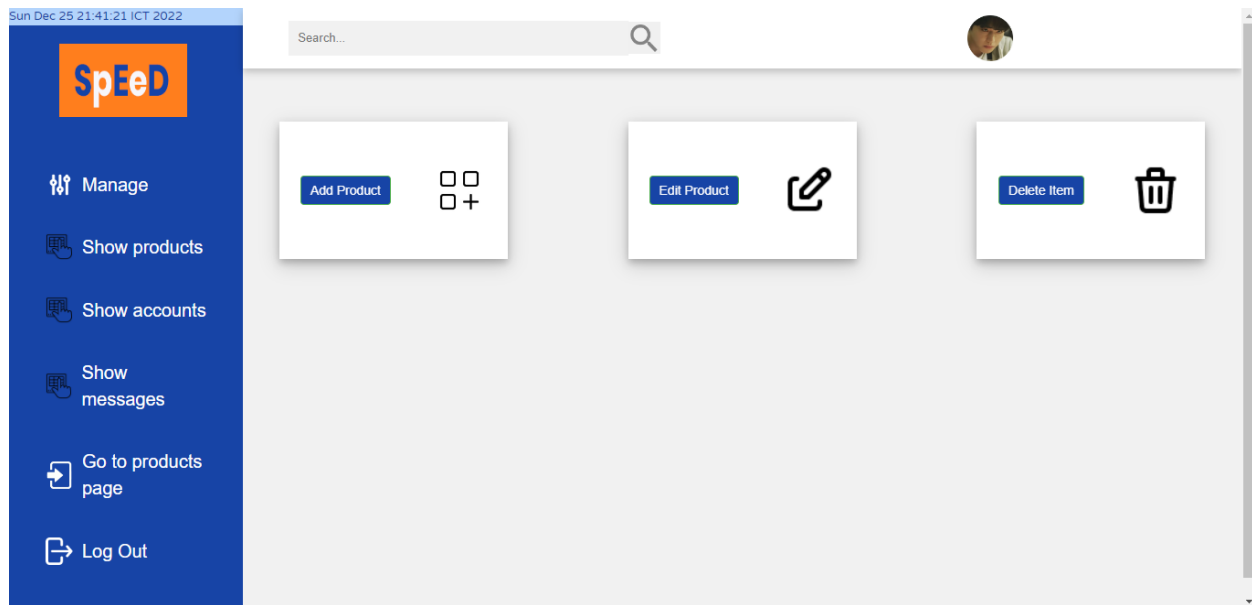 Sun Dec 25 21:41:21 ICT 2022
SpEeD
Manage
Show products
Show accounts
Show
messages
Go to products
page
Log Out
Search...
Add Product
Edit Product
Delete Item